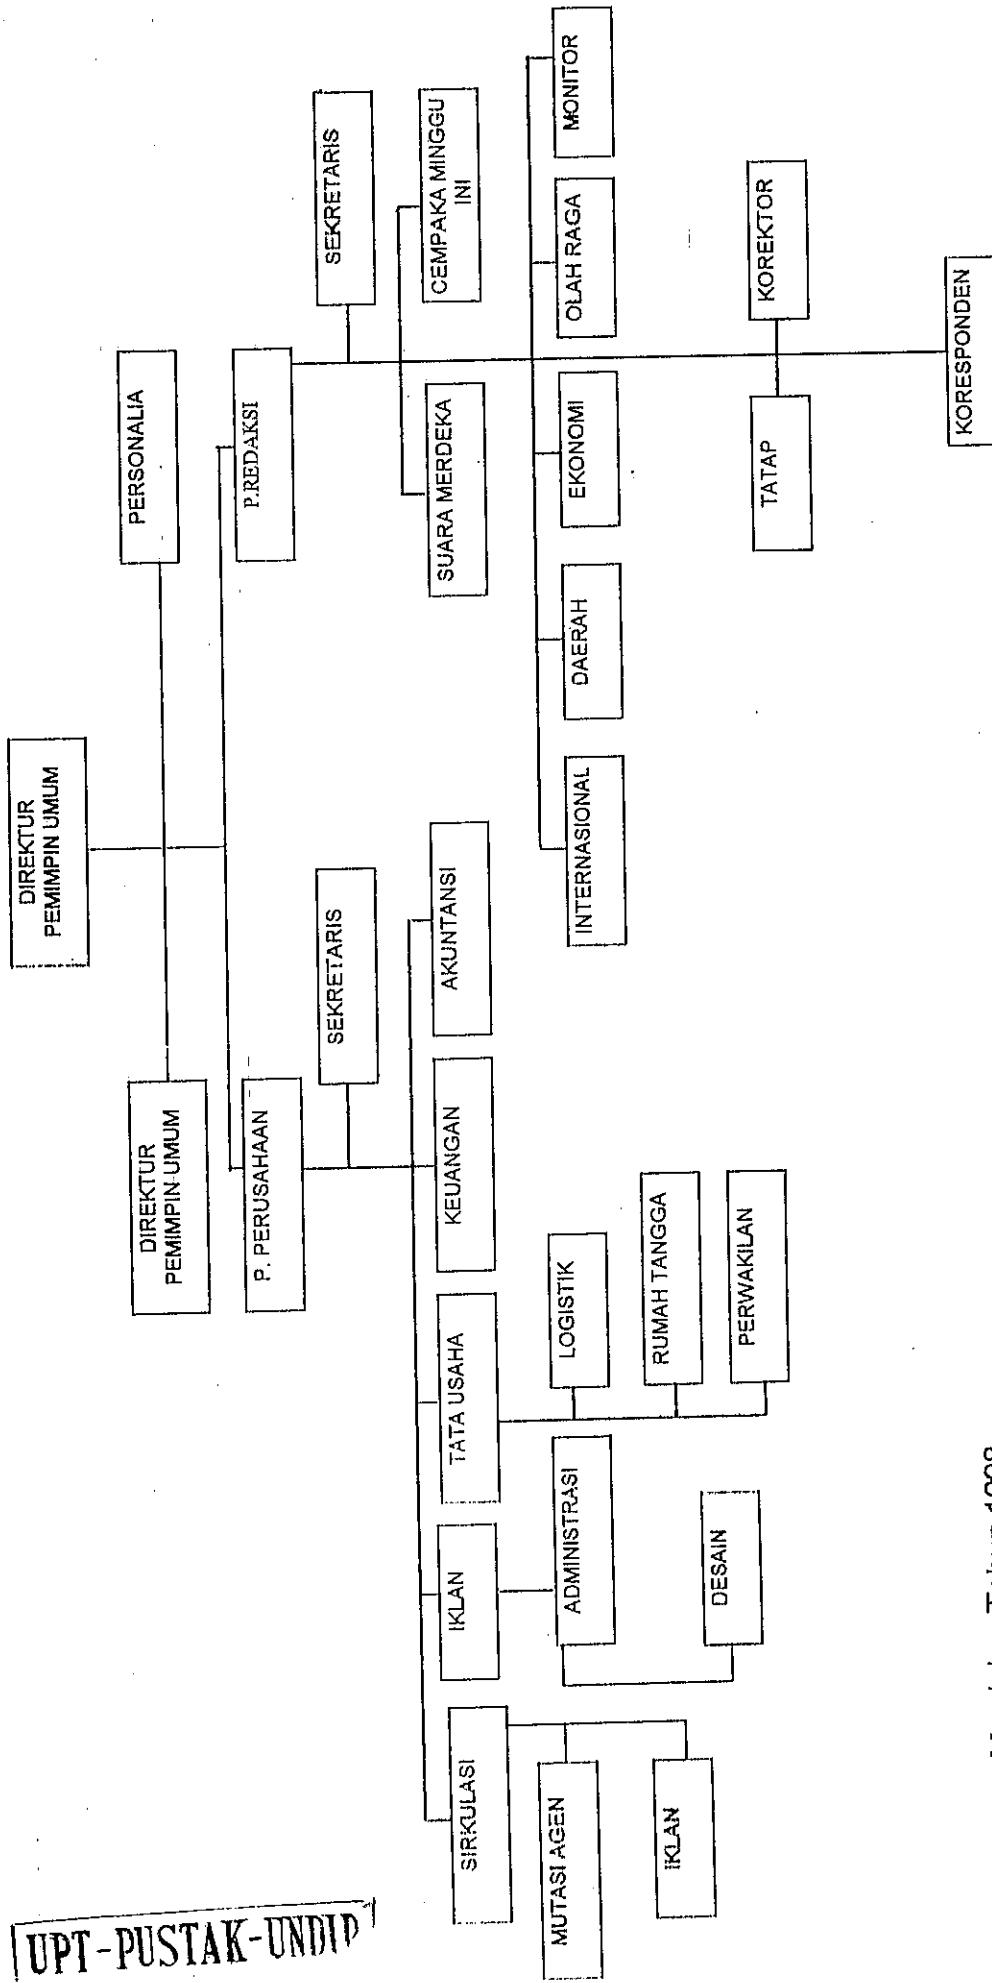 DIREKTUR
PEMIMPIN UMUM
DIREKTUR
PEMIMPIN UMUM
PERSONALIA
P. PERUSAHAAN
P.REDAKSI
SEKRETARIS
SEKRETARIS
SIRKULASI
IKLAN
TATA USAHA
KEUANGAN
AKUNTANSI
SUARA MERDEKA
CEMPAKA MINGGU
INI
MUTASI AGEN
IKLAN
ADMINISTRASI
DESAIN
LOGISTIK
RUMAH TANGGA
PERWAKILAN
INTERNASIONAL
DAERAH
EKONOMI
OLAH RAGA
MONITOR
TATAP
KOREKTOR
KORESPONDEN
1998
UPT-PUSTAK-UNDIP